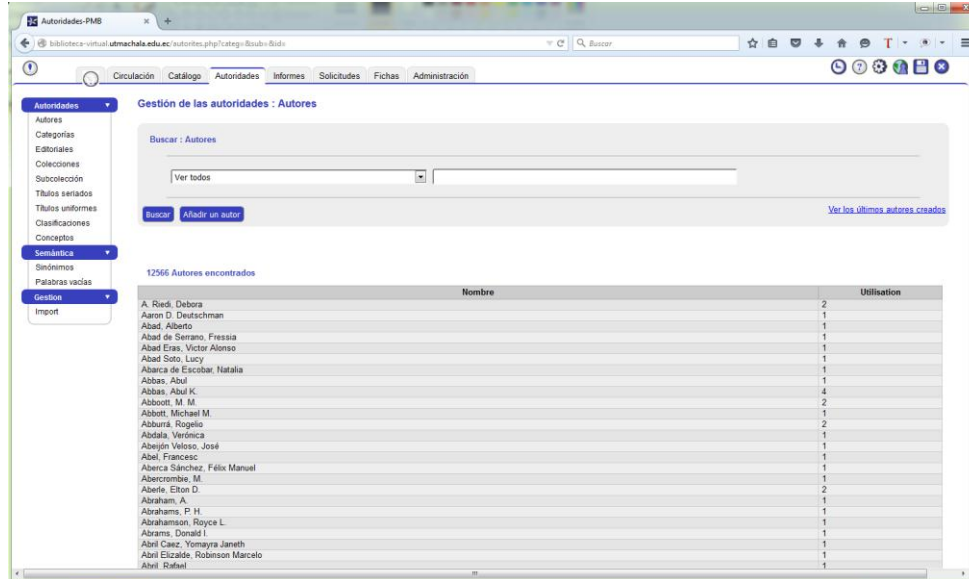 Autoridades-PMB
biblioteca-virtual.utmachala.edu.ec/autorites.php?categ=&sub=&id=
Buscar
Circulación Catálogo Autoridades Informes Solicitudes Fichas Administración
Autoridades
Autores
Categorías
Editoriales
Colecciones
Subcolección
Títulos seriados
Títulos uniformes
Clasificaciones
Conceptos
Semántica
Sinónimos
Palabras vacías
Gestion
Import
Gestión de las autoridades : Autores
Buscar : Autores
Ver todos
Buscar Añadir un autor
Ver los últimos autores creados
12566 Autores encontrados
Nombre Utilisation
A. Riedi, Debora 2
Aaron D. Deutschman 1
Abad, Alberto 1
Abad de Serrano, Fressia 1
Abad Eras, Victor Alonso 1
Abad Soto, Lucy 1
Abarca de Escobar, Natalia 1
Abbas, Abul 1
Abbas, Abul K. 4
Abboott, M. M. 2
Abbott, Michael M. 1
Abburrá, Rogelio 2
Abdala, Verónica 1
Abeijón Veloso, José 1
Abel, Francesc 1
Aberca Sánchez, Félix Manuel 1
Abercrombie, M. 1
Aberle, Elton D. 2
Abraham, A. 1
Abrahams, P. H. 1
Abrahamson, Royce L. 1
Abrams, Donald I. 1
Abril Caez, Yomayra Janeth 1
Abril Elizalde, Robinson Marcelo 1
Abril, Rafael 1